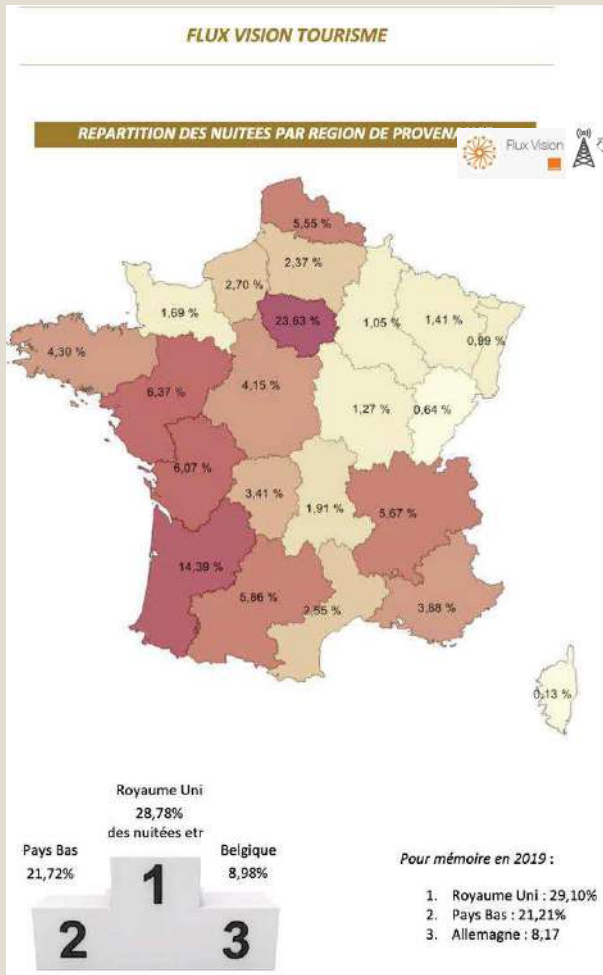 FLUX VISION TOURISME
REPARTITION DES NUITEES PAR REGION DE
Flux Vision
5,55 %
2,37 %
2,70 %
1,69 %
23,63 %
1,05 %
1,41 %
0,99 %
4,30 %
6,37 %
4,15 %
1,27 %
0,64 %
6,07 %
3,41 %
1,91 %
5,67 %
14,39 %
5,86 %
2,55 %
3,88 %
0,13 %
Royaume Uni
28,78%
des nuitées etr
Pays Bas
21,72%
Belgique
8,98%
1
2
3
Pour mémoire en 2019 :
1. Royaume Uni : 29,10%
2. Pays Bas : 21,21%
3. Allemagne : 8,17